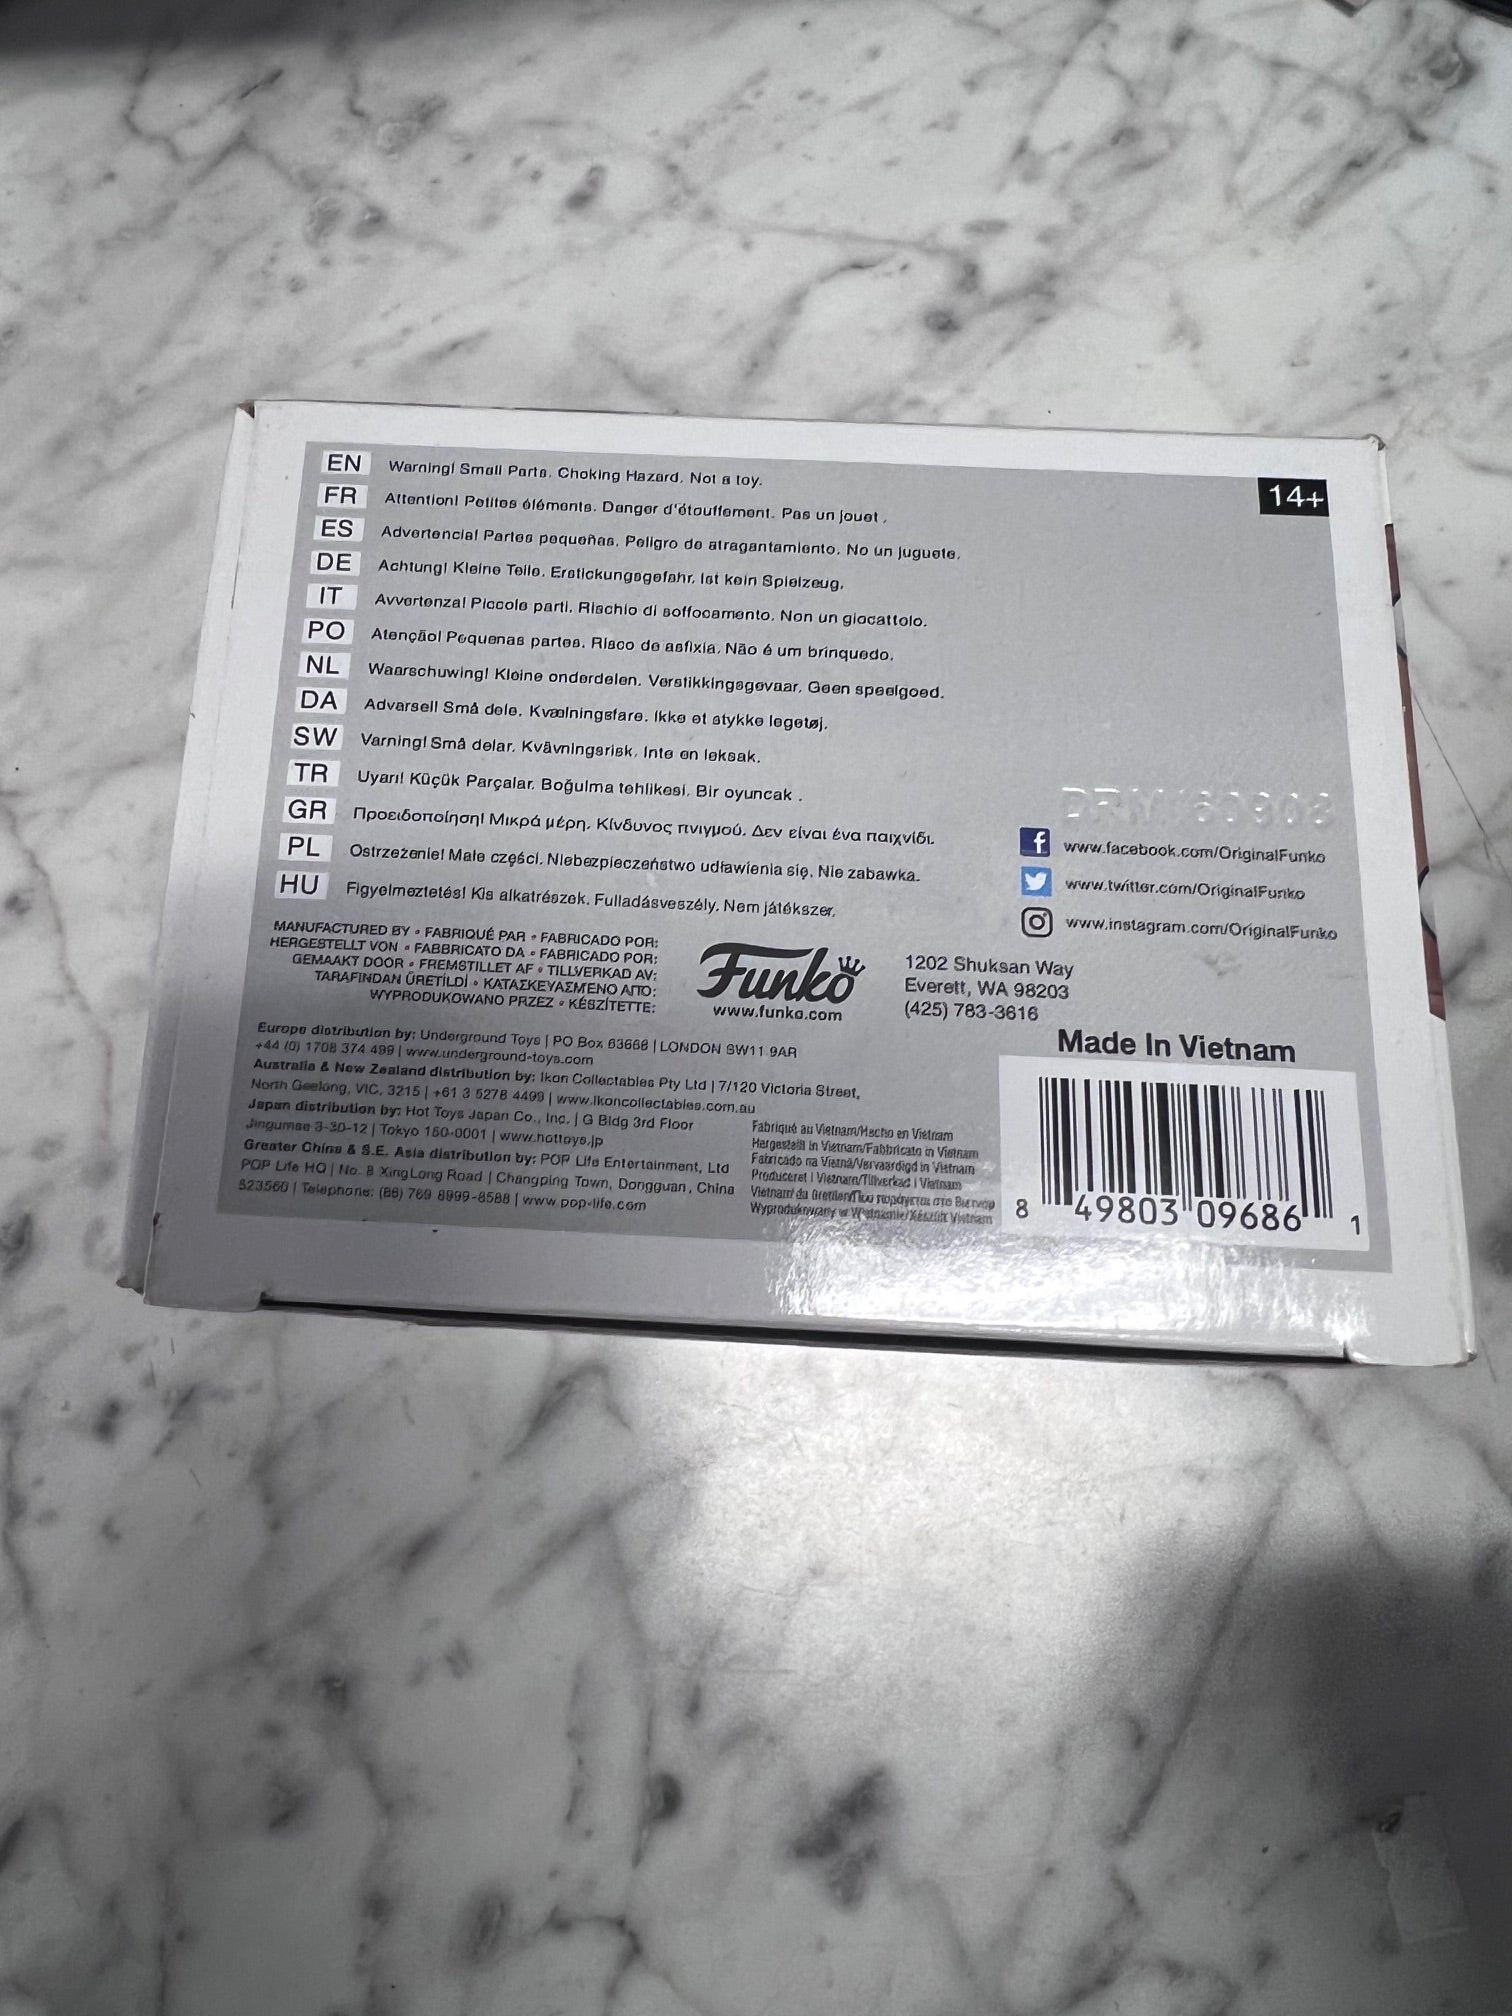 EN Warning! Small Parts. Choking Hazard. Not a toy.
14+
FR Attention! Petites éléments. Danger d'étouffement. Pas un jouet .
ES Advertencia! Partes pequeñas. Peligro de atragantamiento. No un juguete.
DE Achtung! Kleine Teile. Erstickungsgefahr. Ist kein Spielzeug.
IT Avvertenza! Piccole parti. Rischio di soffocamento. Non un giocattolo.
PO Atenção! Pequenas partes. Risco de asfixia. Não é um brinquedo.
NL Waarschuwing! Kleine onderdelen. Verstikkingsgevaar. Geen speelgoed.
DA Advarsel! Små dele. Kvælningsfare. Ikke et stykke legetøj.
SW Varning! Små delar. Kvävningsrisk. Inte en leksak.
TR Uyarı! Küçük Parçalar. Boğulma tehlikesi. Bir oyuncak .
GR Προειδοποίηση! Μικρά μέρη. Κίνδυνος πνιγμού. Δεν είναι ένα παιχνίδι.
PL Ostrzeżenie! Małe części. Niebezpieczeństwo udławienia się. Nie zabawka.
HU Figyelmeztetés! Kis alkatrészek. Fulladásveszély. Nem játékszer.
www.facebook.com/OriginalFunko
www.twitter.com/OriginalFunko
www.instagram.com/OriginalFunko
MANUFACTURED BY • FABRIQUÉ PAR • FABRICADO POR:
HERGESTELLT VON • FABBRICATO DA • FABRICADO POR:
GEMAAKT DOOR • FREMSTILLET AF • TILLVERKAD AV:
TARAFINDAN ÜRETİLDİ • ΚΑΤΑΣΚΕΥΑΣΜΕΝΟ ΑΠΟ:
WYPRODUKOWANO PRZEZ • KÉSZÍTETTE:
Funko
www.funko.com
1202 Shuksan Way
Everett, WA 98203
(425) 783-3616
Europe distribution by: Underground Toys | PO Box 63668 | LONDON SW11 9AR
+44 (0) 1708 374 499 | www.underground-toys.com
Australia & New Zealand distribution by: Ikon Collectables Pty Ltd | 7/120 Victoria Street,
North Geelong, VIC, 3215 | +61 3 5278 4499 | www.ikoncollectables.com.au
Japan distribution by: Hot Toys Japan Co., Inc. | G Bldg 3rd Floor
Jingumae 3-30-12 | Tokyo 150-0001 | www.hottoys.jp
Greater China & S.E. Asia distribution by: POP Life Entertainment, Ltd
POP Life HQ | No. 8 XingLong Road | Changping Town, Dongguan, China
523560 | Telephone: (86) 769 8999-8588 | www.pop-life.com
Fabriqué au Vietnam/Hecho en Vietnam
Hergestellt in Vietnam/Fabbricato in Vietnam
Fabricado na Vietnã/Vervaardigd in Vietnam
Produceret i Vietnam/Tillverkad i Vietnam
Made In Vietnam
8 49803 09686 1